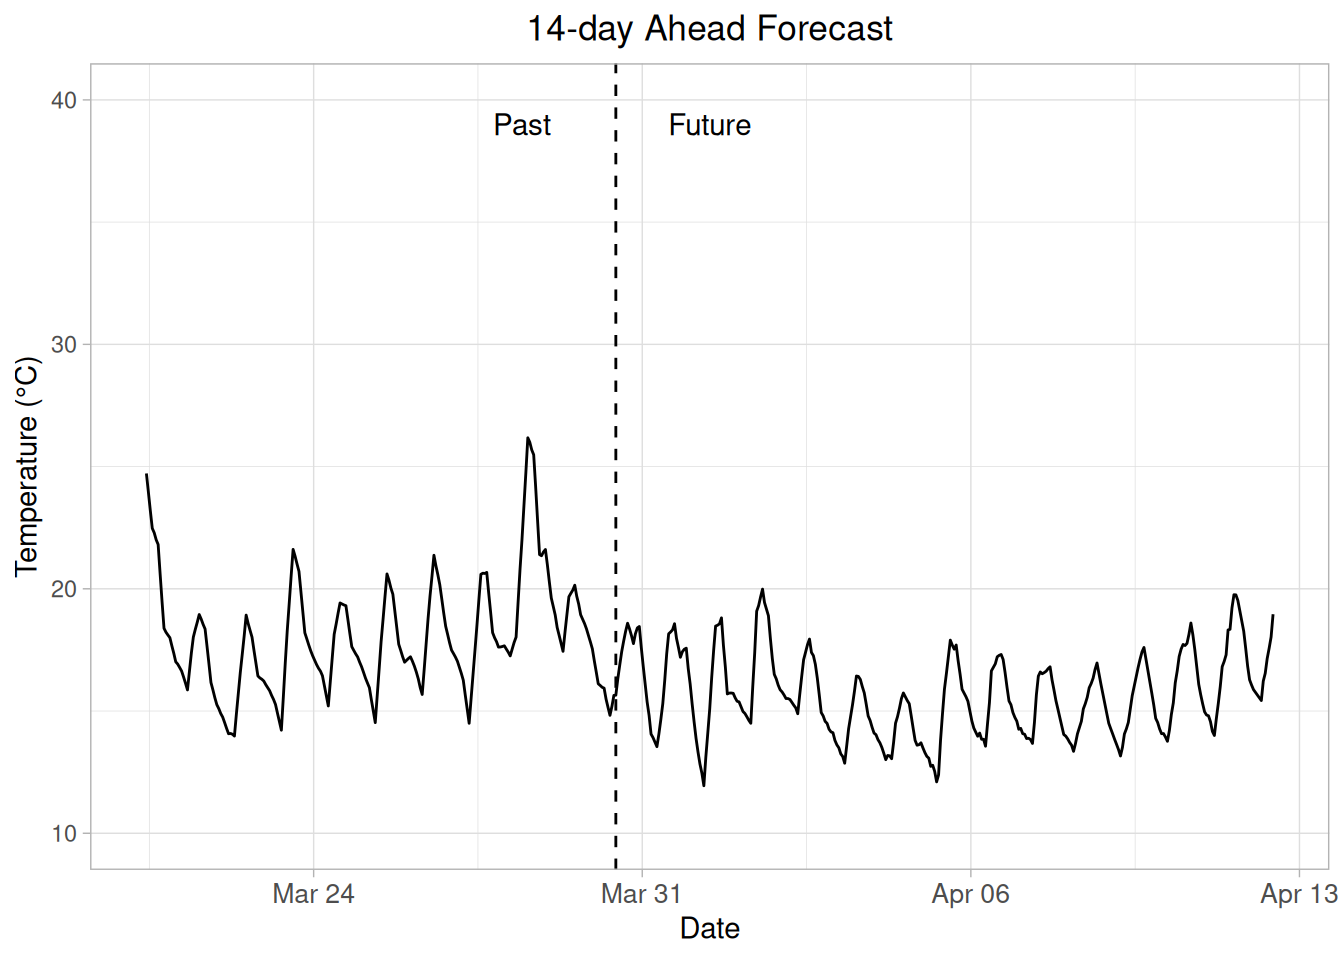 14-day Ahead Forecast
Past
Future
40
30
20
10
Temperature (°C)
Mar 24
Mar 31
Apr 06
Apr 13
Date